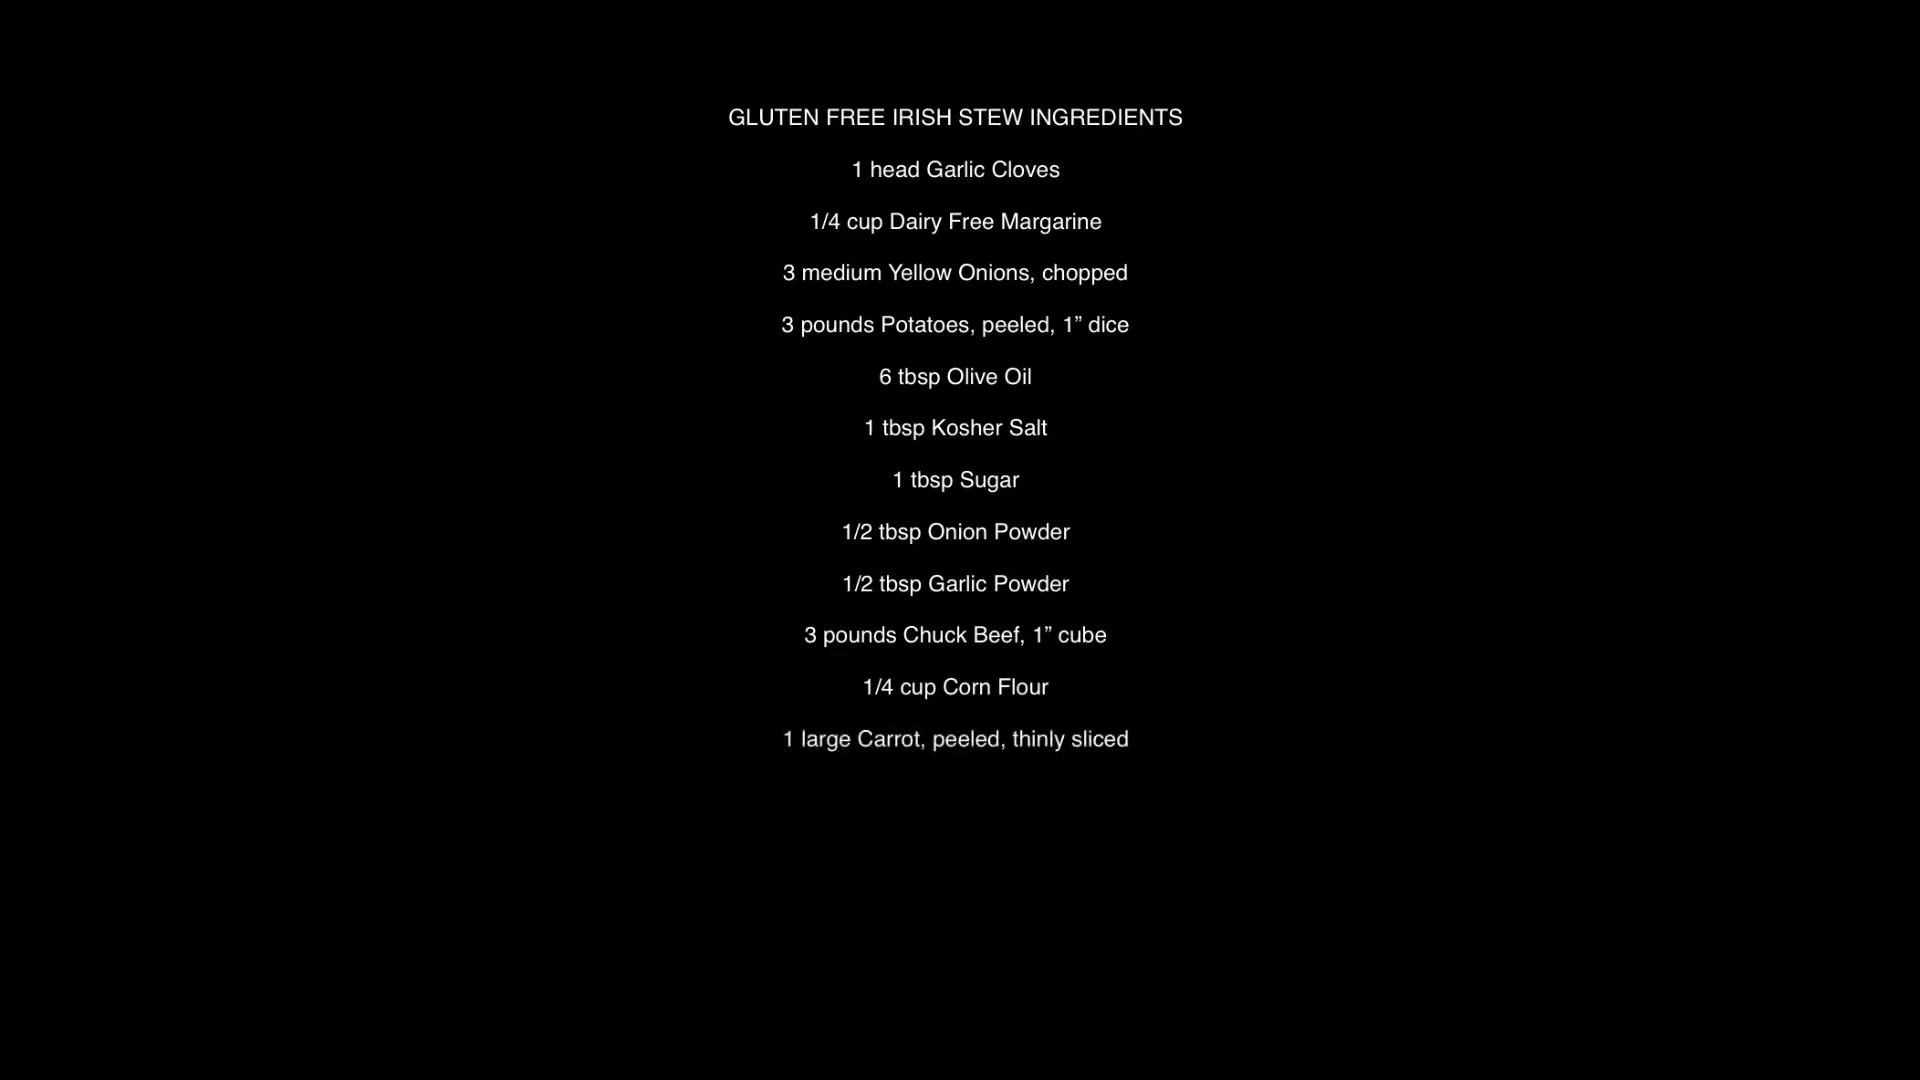 GLUTEN FREE IRISH STEW INGREDIENTS
1 head Garlic Cloves
1/4 cup Dairy Free Margarine
3 medium Yellow Onions, chopped
3 pounds Potatoes, peeled, 1” dice
6 tbsp Olive Oil
1 tbsp Kosher Salt
1 tbsp Sugar
1/2 tbsp Onion Powder
1/2 tbsp Garlic Powder
3 pounds Chuck Beef, 1” cube
1/4 cup Corn Flour
1 large Carrot, peeled, thinly sliced